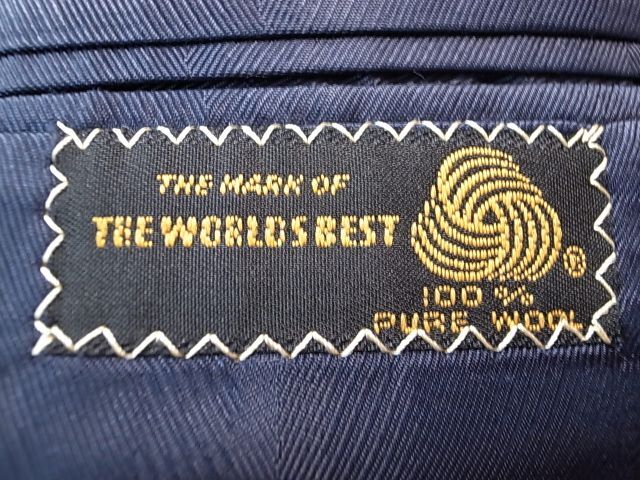 THE MARK OF
THE WORLDS BEST
®
100%
PURE WOOL